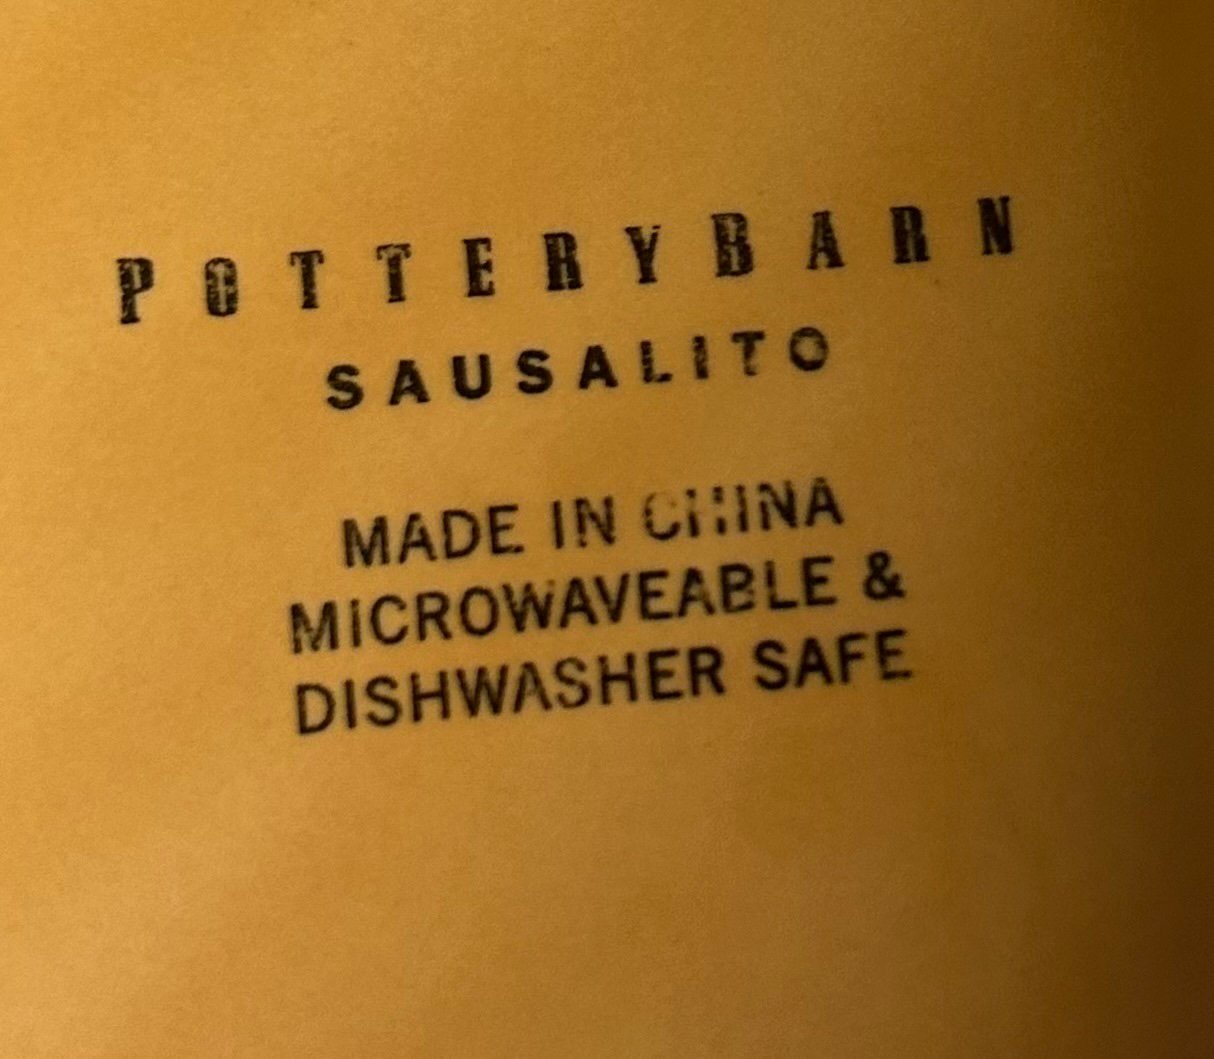 POTTERYBARN
SAUSALITO
MADE IN CHINA
MICROWAVEABLE &
DISHWASHER SAFE